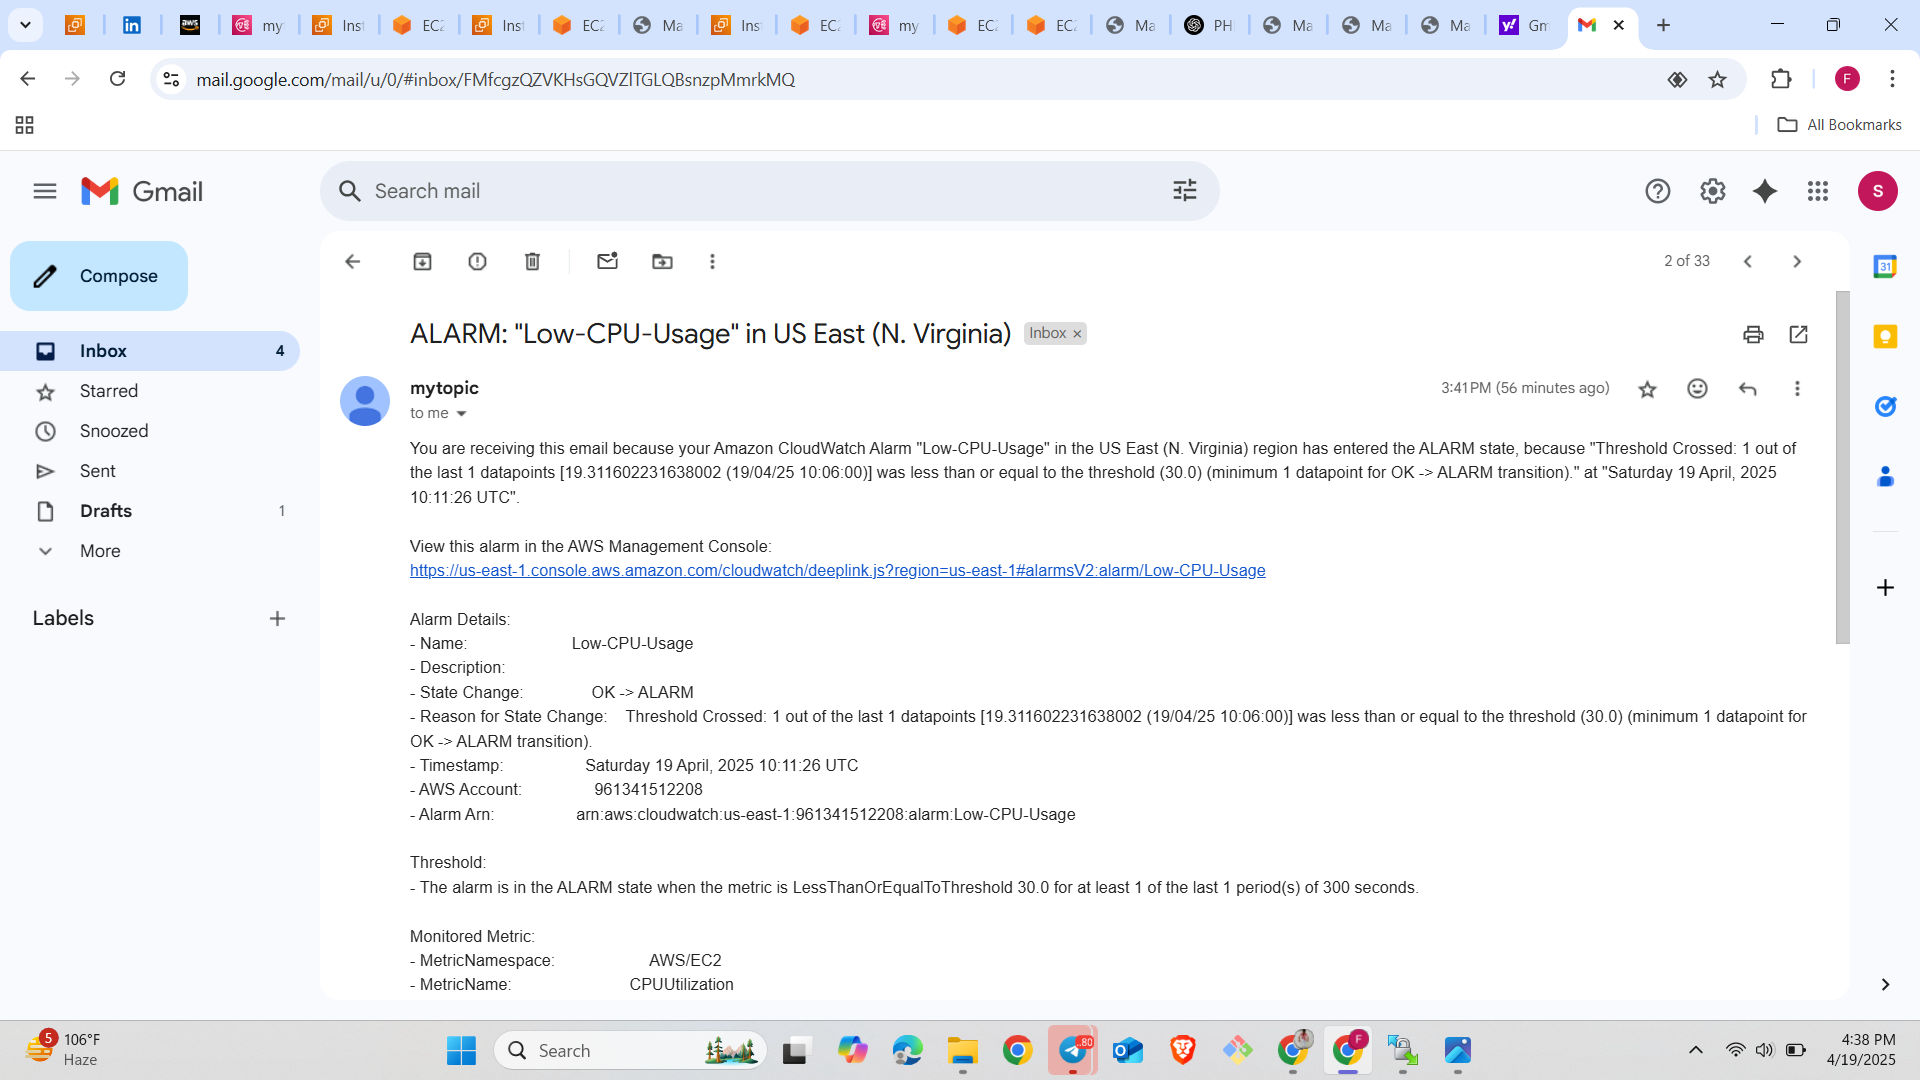 my
Inst
EC2
Inst
EC2
Ma
Inst
EC2
my
EC2
EC2
Ma
PH
Ma
Ma
Ma
Gm
mail.google.com/mail/u/0/#inbox/FMfcgzQZVKHsGQVZlTGLQBsnzpMmrkMQ
F
All Bookmarks
Gmail
Search mail
S
Compose
2 of 33
Inbox 4
Starred
Snoozed
Sent
Drafts 1
More
Labels
ALARM: "Low-CPU-Usage" in US East (N. Virginia) Inbox ×
mytopic
3:41 PM (56 minutes ago)
to me
You are receiving this email because your Amazon CloudWatch Alarm "Low-CPU-Usage" in the US East (N. Virginia) region has entered the ALARM state, because "Threshold Crossed: 1 out of
the last 1 datapoints [19.311602231638002 (19/04/25 10:06:00)] was less than or equal to the threshold (30.0) (minimum 1 datapoint for OK -> ALARM transition)." at "Saturday 19 April, 2025
10:11:26 UTC".
View this alarm in the AWS Management Console:
https://us-east-1.console.aws.amazon.com/cloudwatch/deeplink.js?region=us-east-1#alarmsV2:alarm/Low-CPU-Usage
Alarm Details:
- Name: Low-CPU-Usage
- Description:
- State Change: OK -> ALARM
- Reason for State Change: Threshold Crossed: 1 out of the last 1 datapoints [19.311602231638002 (19/04/25 10:06:00)] was less than or equal to the threshold (30.0) (minimum 1 datapoint for
OK -> ALARM transition).
- Timestamp: Saturday 19 April, 2025 10:11:26 UTC
- AWS Account: 961341512208
- Alarm Arn: arn:aws:cloudwatch:us-east-1:961341512208:alarm:Low-CPU-Usage
Threshold:
- The alarm is in the ALARM state when the metric is LessThanOrEqualToThreshold 30.0 for at least 1 of the last 1 period(s) of 300 seconds.
Monitored Metric:
- MetricNamespace: AWS/EC2
- MetricName: CPUUtilization
31
5
106°F
Haze
Search
80
F
4:38 PM
4/19/2025